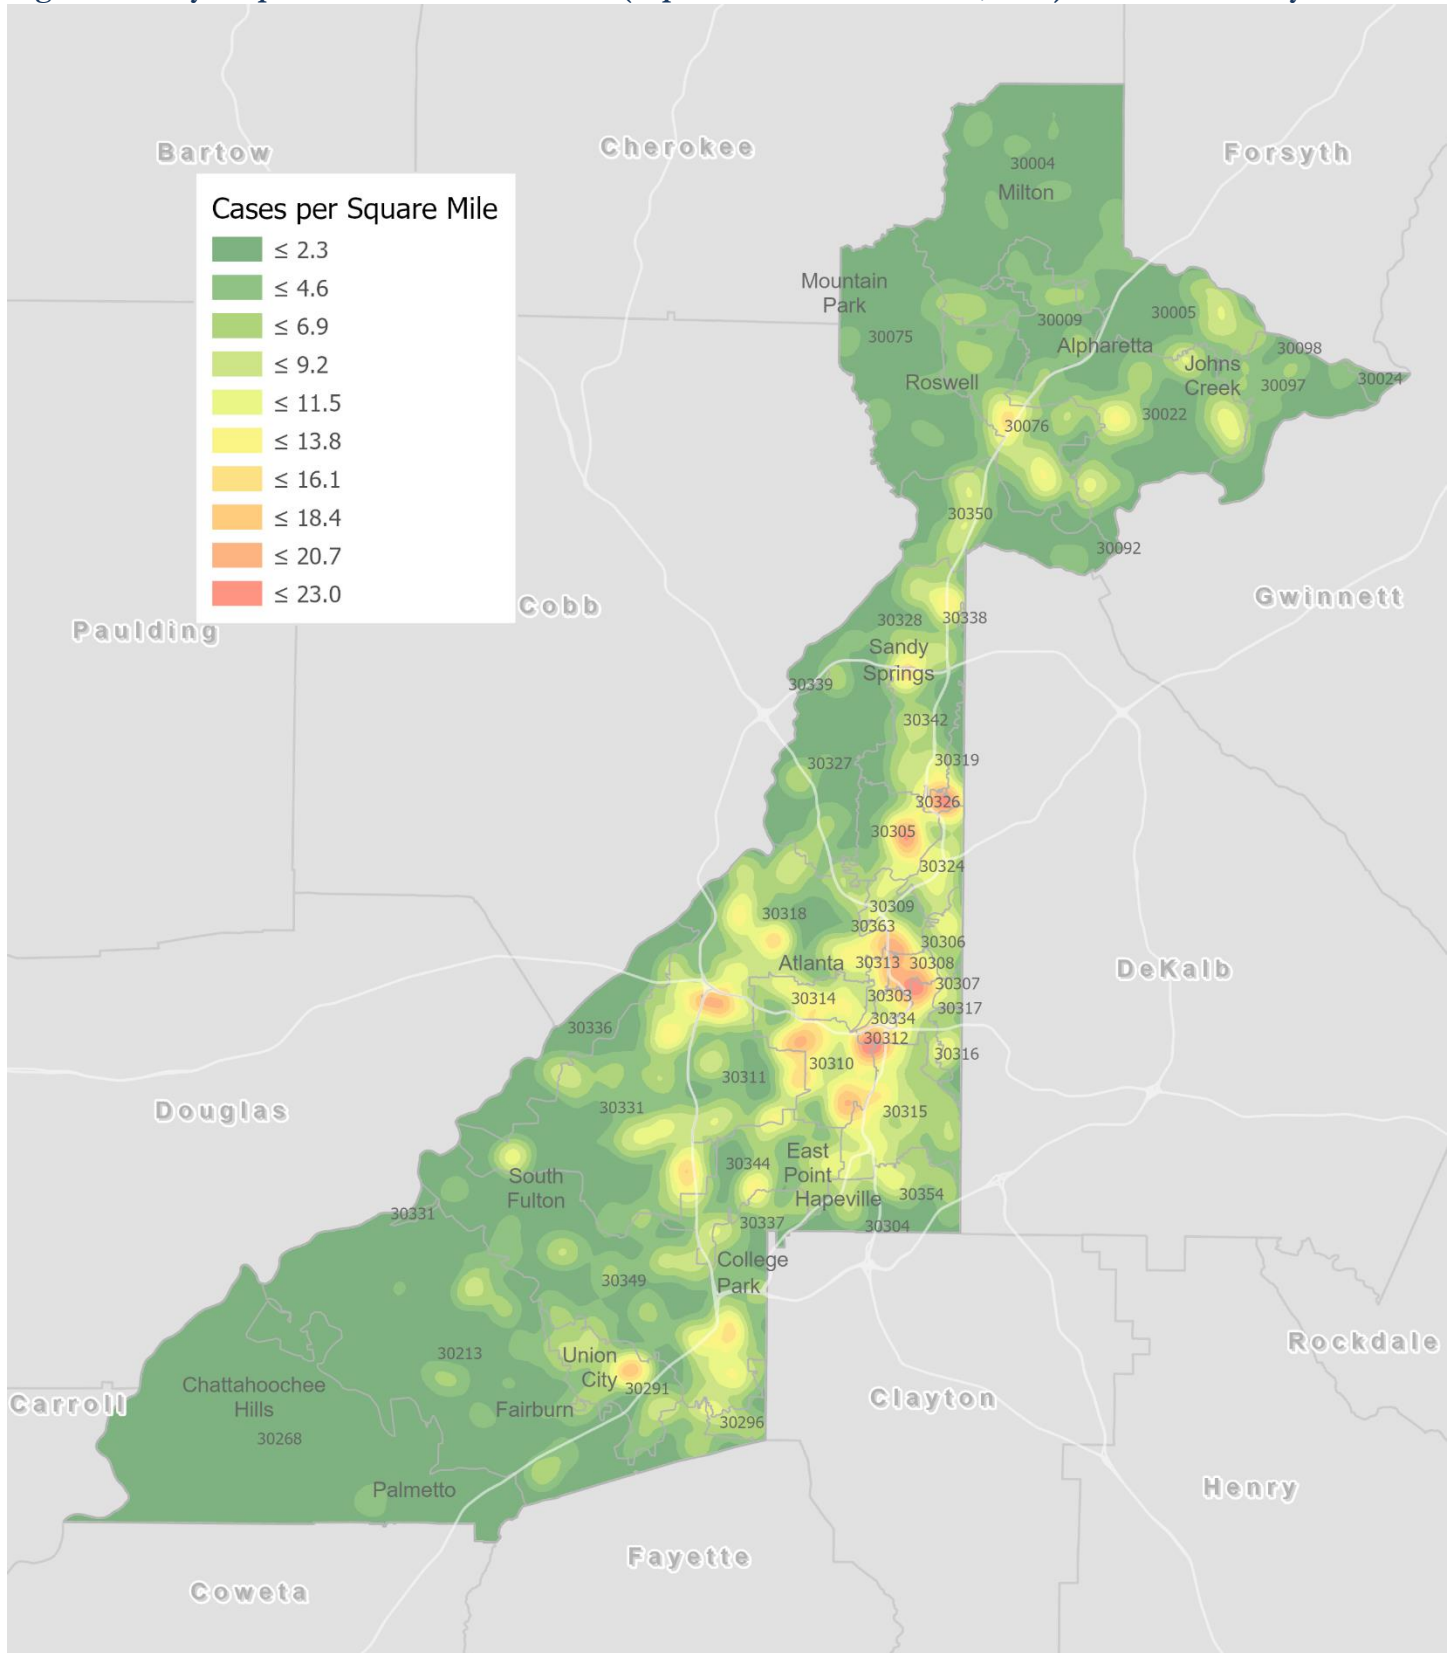 Bartow
Cherokee
Forsyth
30004
Milton
Cases per Square Mile
≤ 2.3
≤ 4.6
≤ 6.9
≤ 9.2
≤ 11.5
≤ 13.8
≤ 16.1
≤ 18.4
≤ 20.7
≤ 23.0
Mountain
Park
30075
30009
30005
Alpharetta
30098
Johns
Creek
30097
30024
Roswell
30076
30022
30350
30092
Gwinnett
Cobb
Paulding
30328
30338
Sandy
Springs
30339
30342
30327
30319
30326
30305
30324
30318
30309
30363
30306
Atlanta
30313
30308
DeKalb
30307
30314
30303
30317
30334
30336
30312
30316
30310
30311
Douglas
30331
30315
East
Point
30344
South
Fulton
Hapeville
30354
30331
30337
30304
College
Park
30349
Rockdale
30213
Union
City
30291
Chattahoochee
Hills
Carroll
Clayton
Fairburn
30296
30268
Palmetto
Henry
Fayette
Coweta